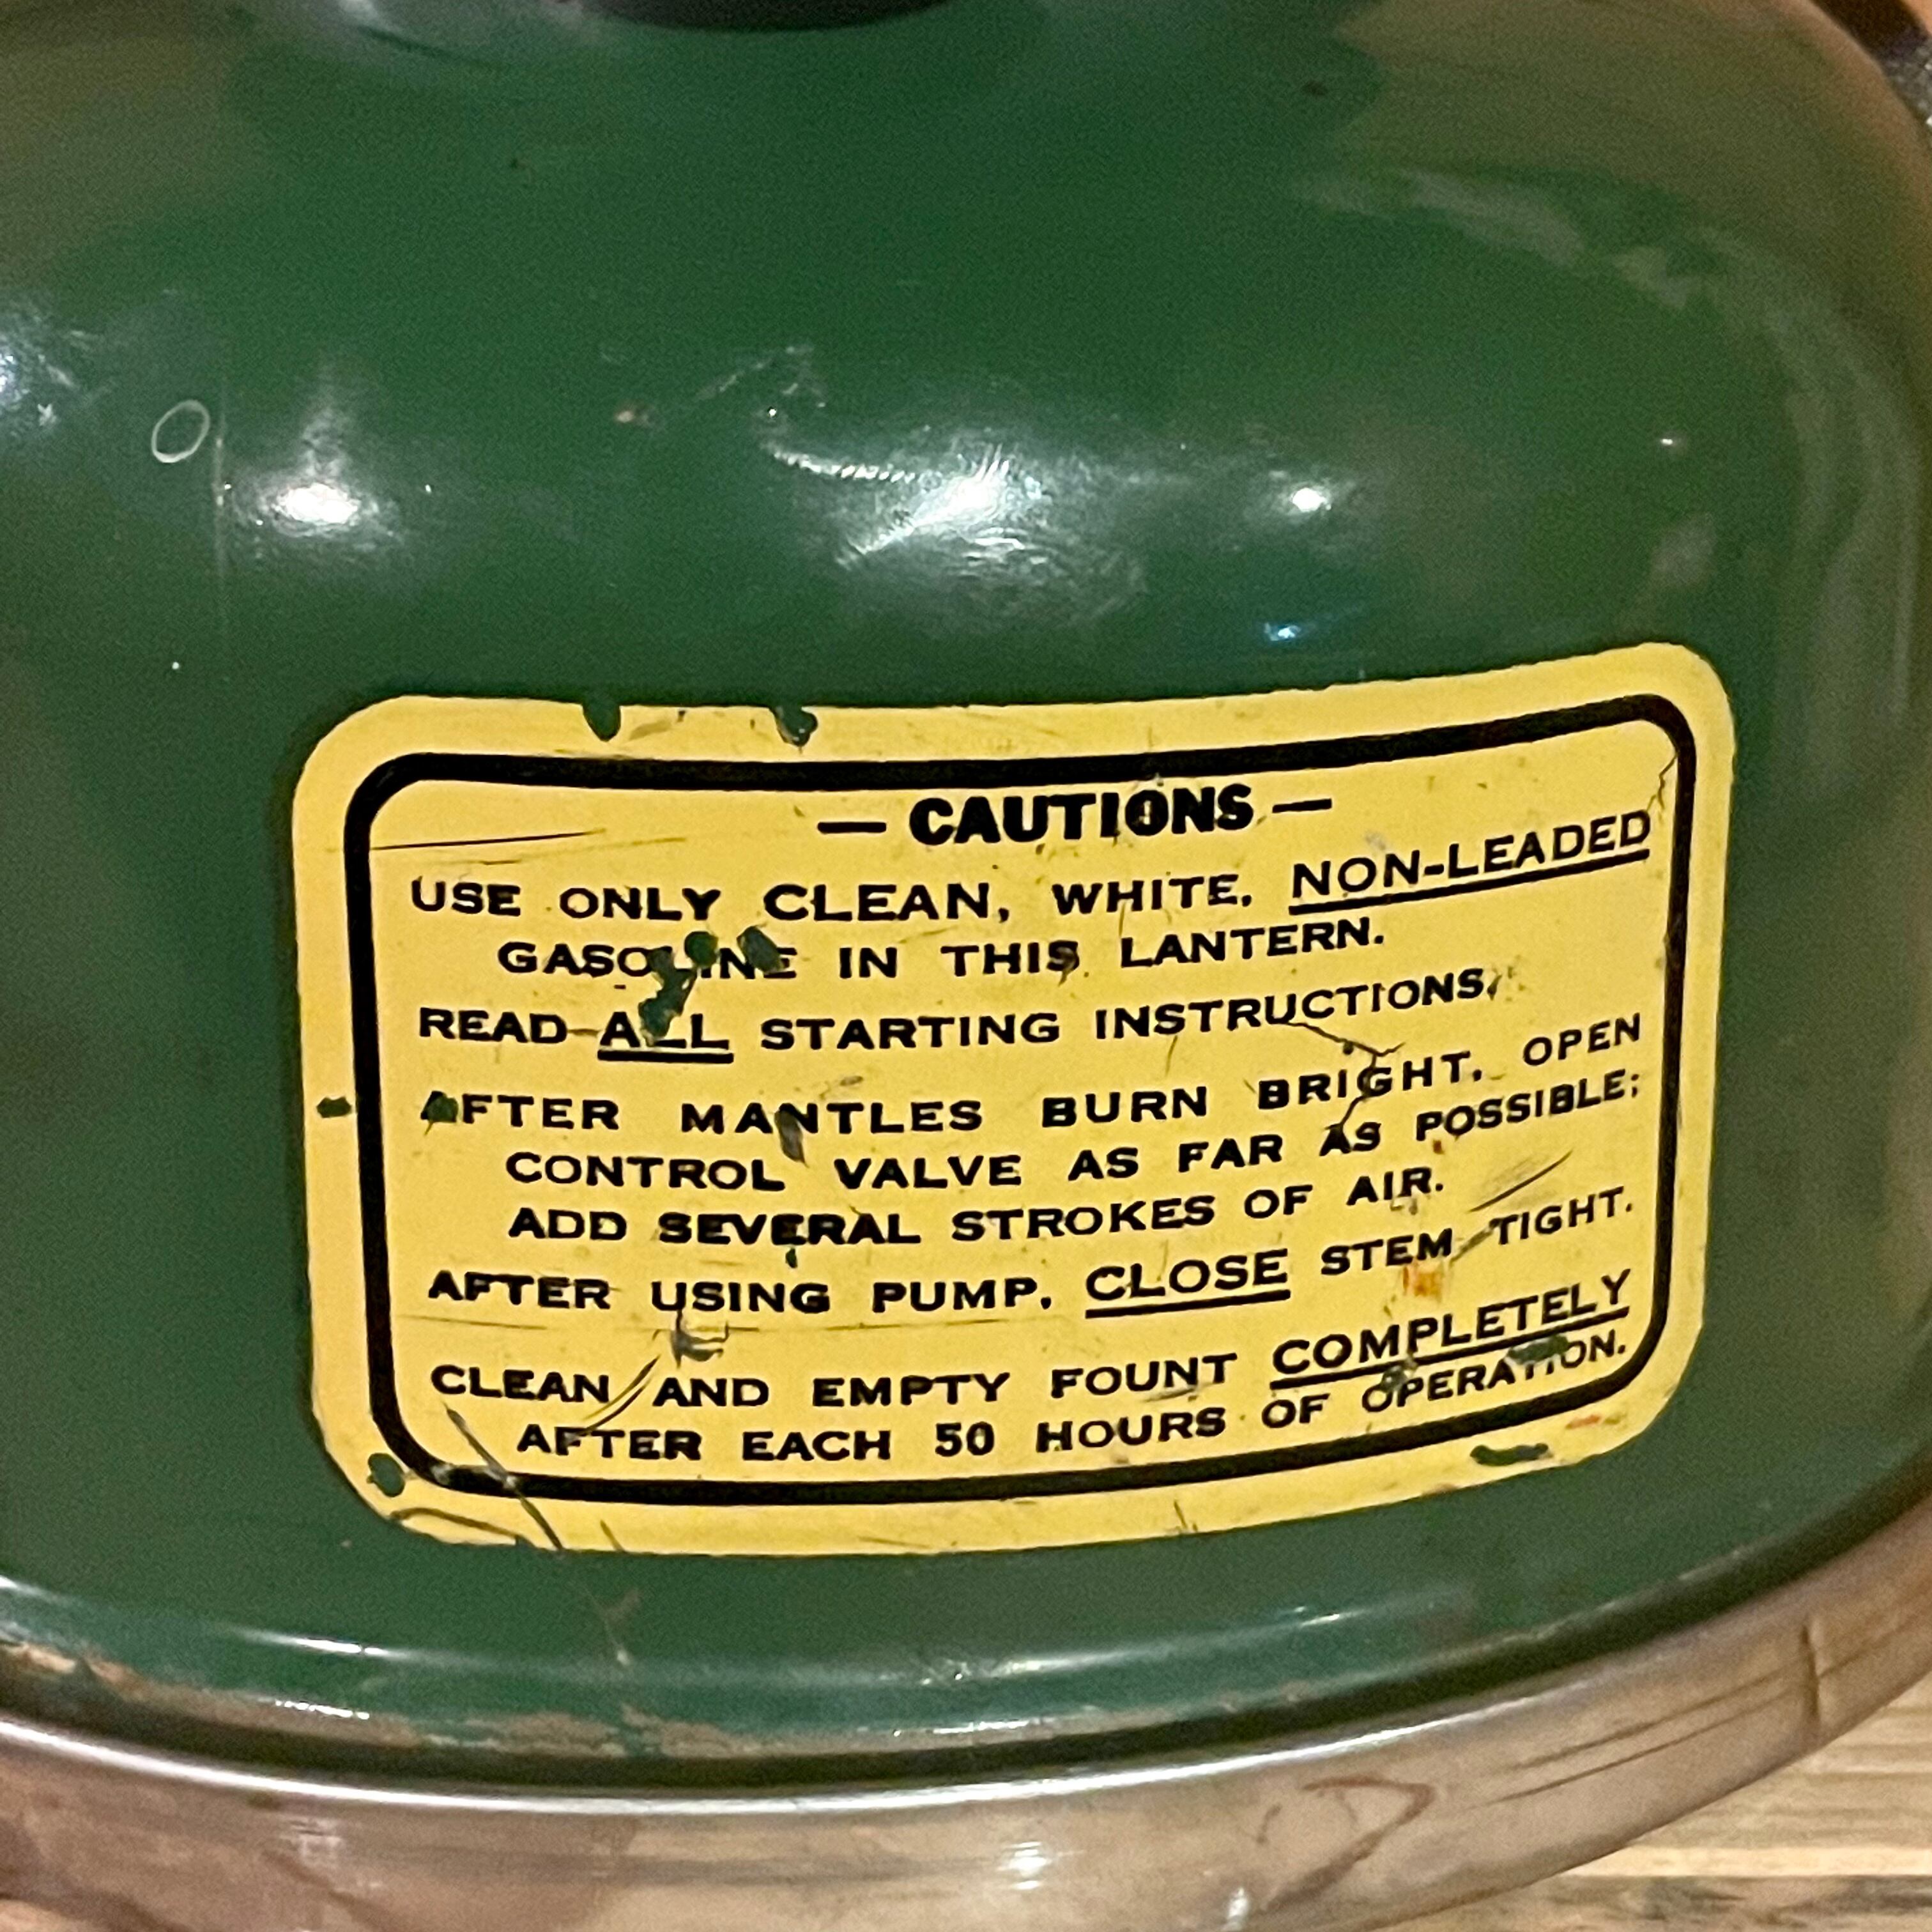 — CAUTIONS —
USE ONLY CLEAN, WHITE, NON-LEADED
GASOLINE IN THIS LANTERN.
READ ALL STARTING INSTRUCTIONS.
AFTER MANTLES BURN BRIGHT, OPEN
CONTROL VALVE AS FAR AS POSSIBLE;
ADD SEVERAL STROKES OF AIR.
AFTER USING PUMP, CLOSE STEM TIGHT.
CLEAN AND EMPTY FOUNT COMPLETELY
AFTER EACH 50 HOURS OF OPERATION.